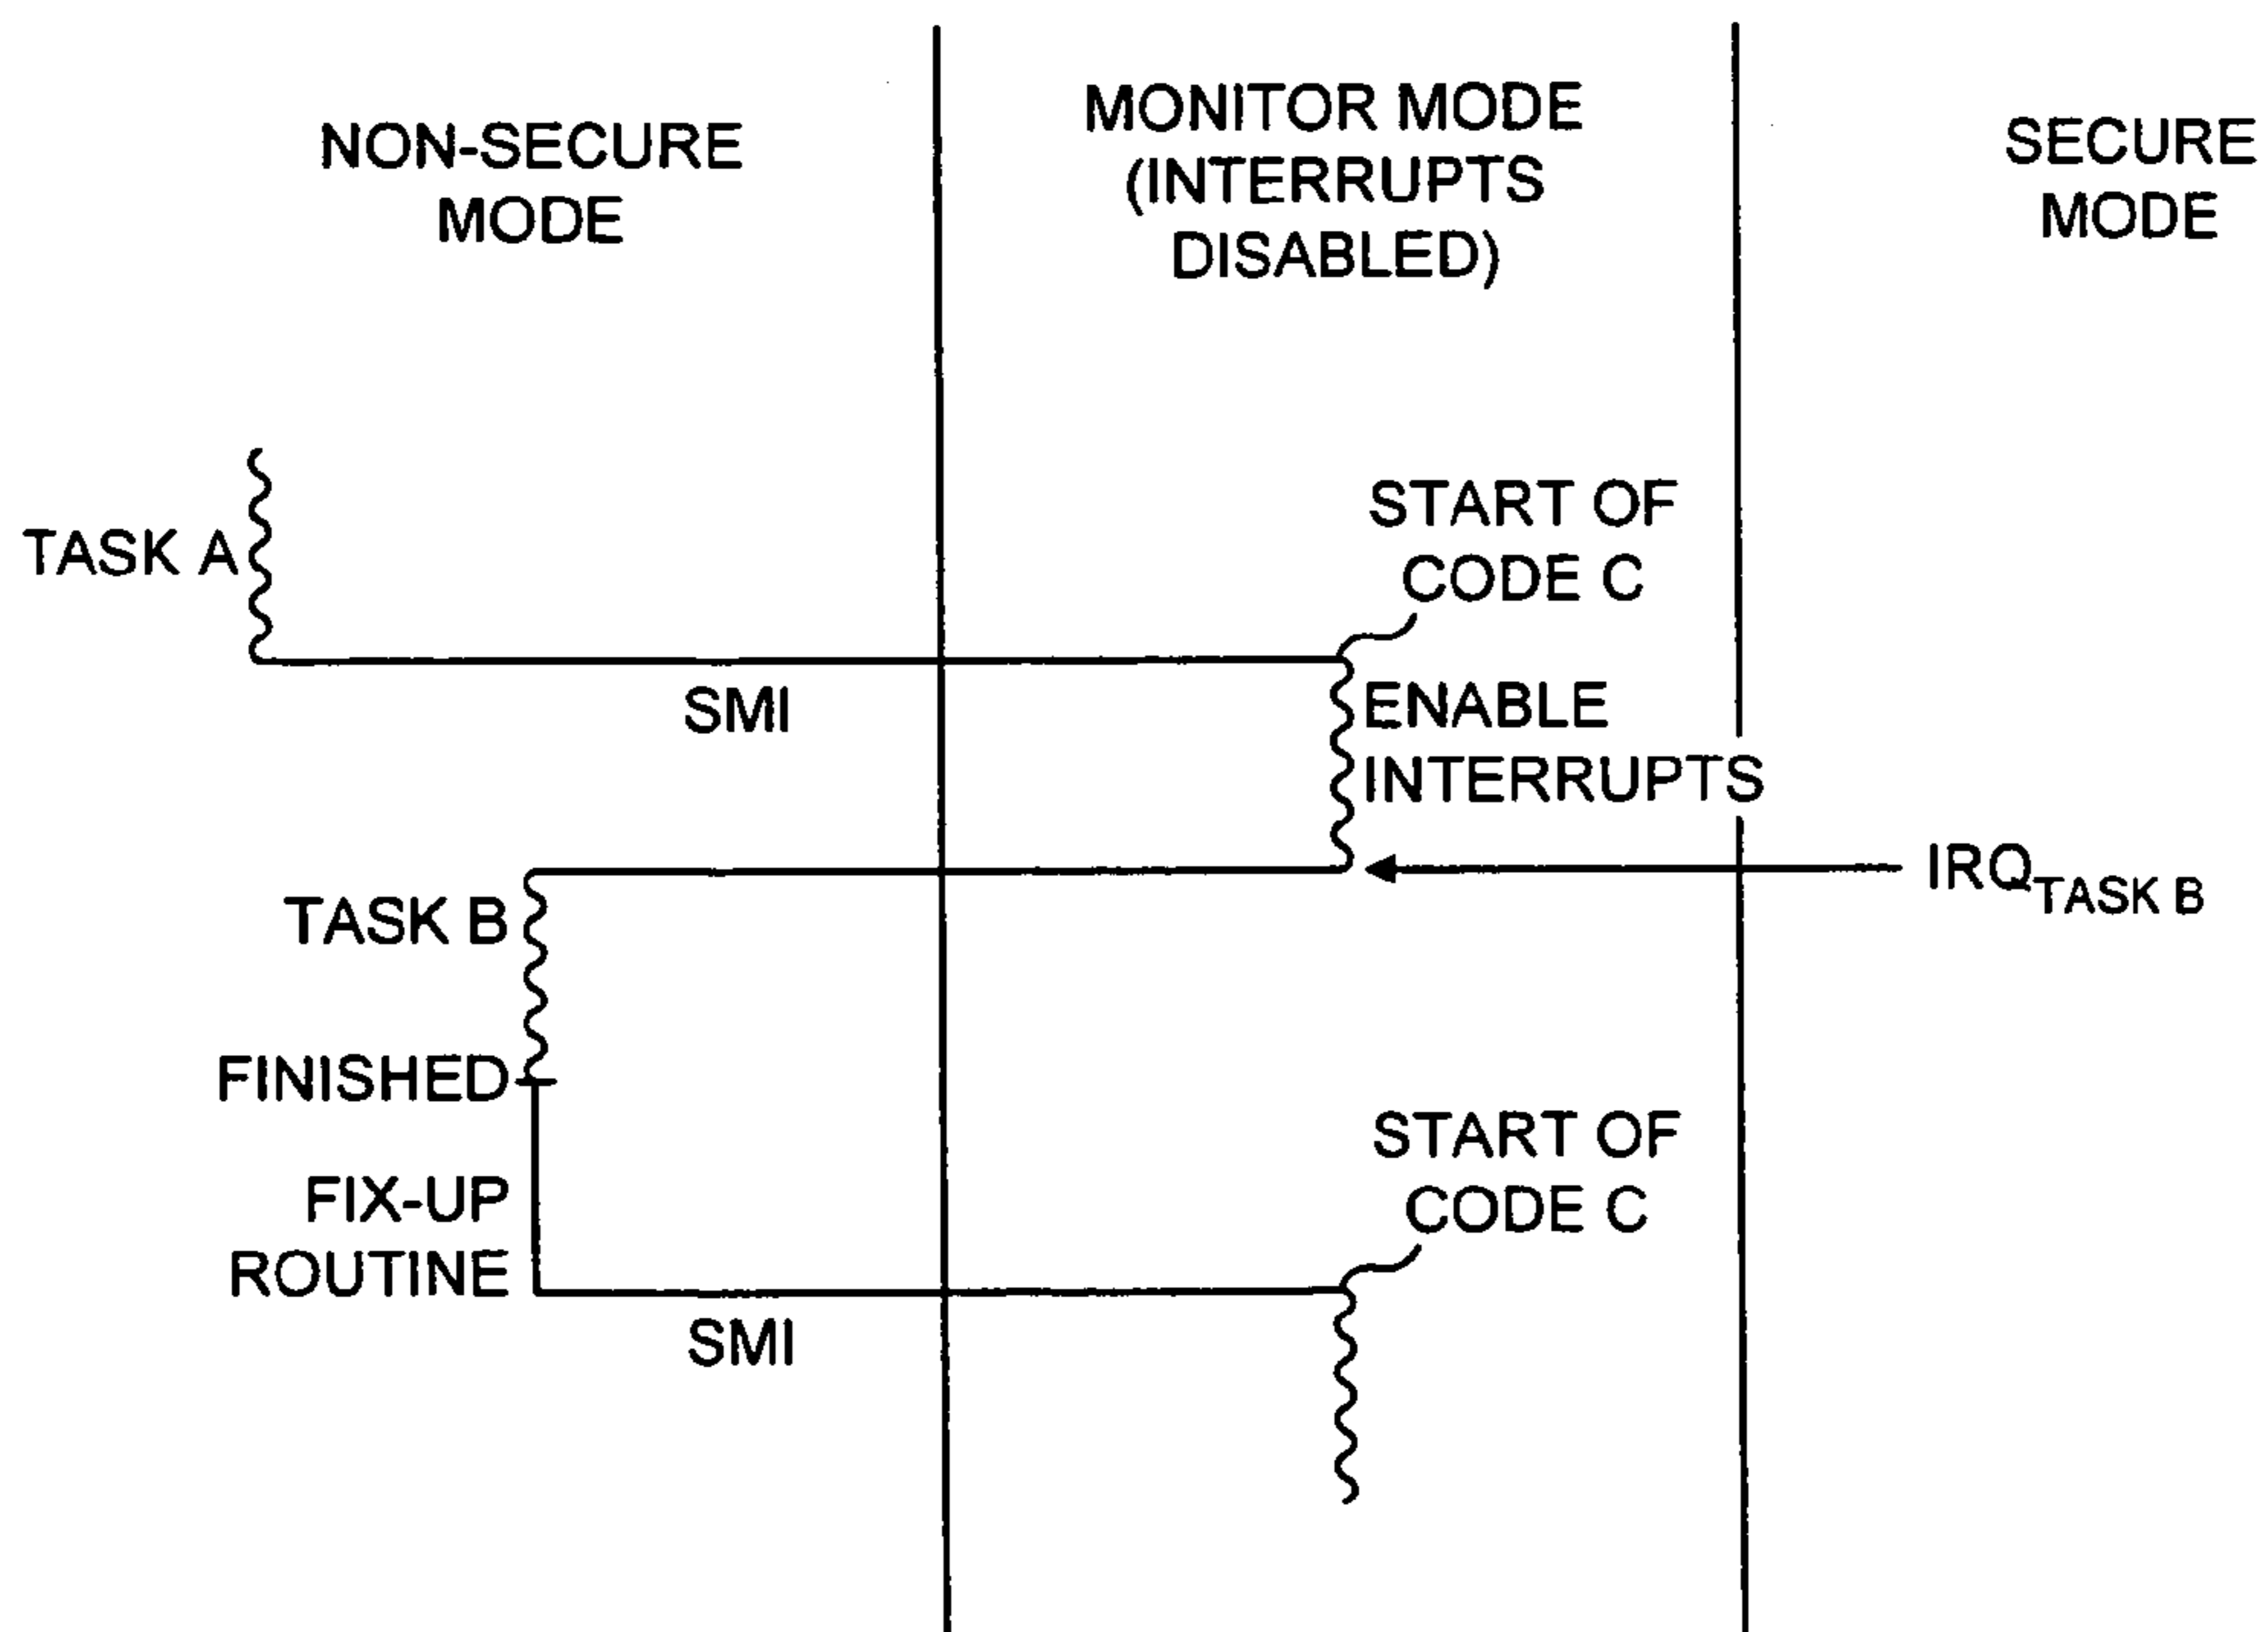 NON-SECURE
MODE
MONITOR MODE
(INTERRUPTS
DISABLED)
SECURE
MODE
TASK A
START OF
CODE C
SMI
ENABLE
INTERRUPTS
IRQTASK B
TASK B
FINISHED
FIX-UP
ROUTINE
START OF
CODE C
SMI